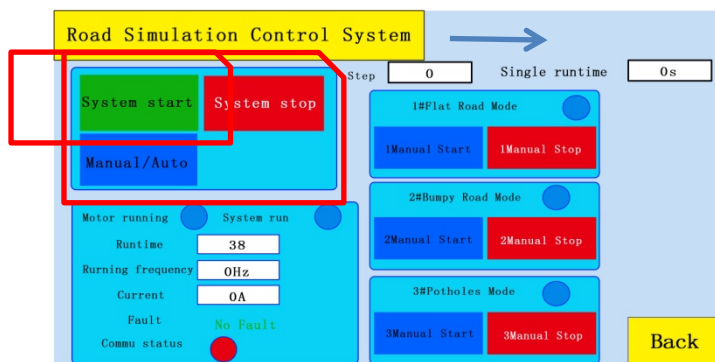 Road Simulation Control System
Step 0 Single runtime 0s
System start System stop
Manual/Auto
1#Flat Road Mode
1Manual Start 1Manual Stop
2#Bumpy Road Mode
2Manual Start 2Manual Stop
3#Potholes Mode
3Manual Start 3Manual Stop
Motor running System run
Runtime 38
Rurning frequency 0Hz
Current 0A
Fault No Fault
Commu status
Back